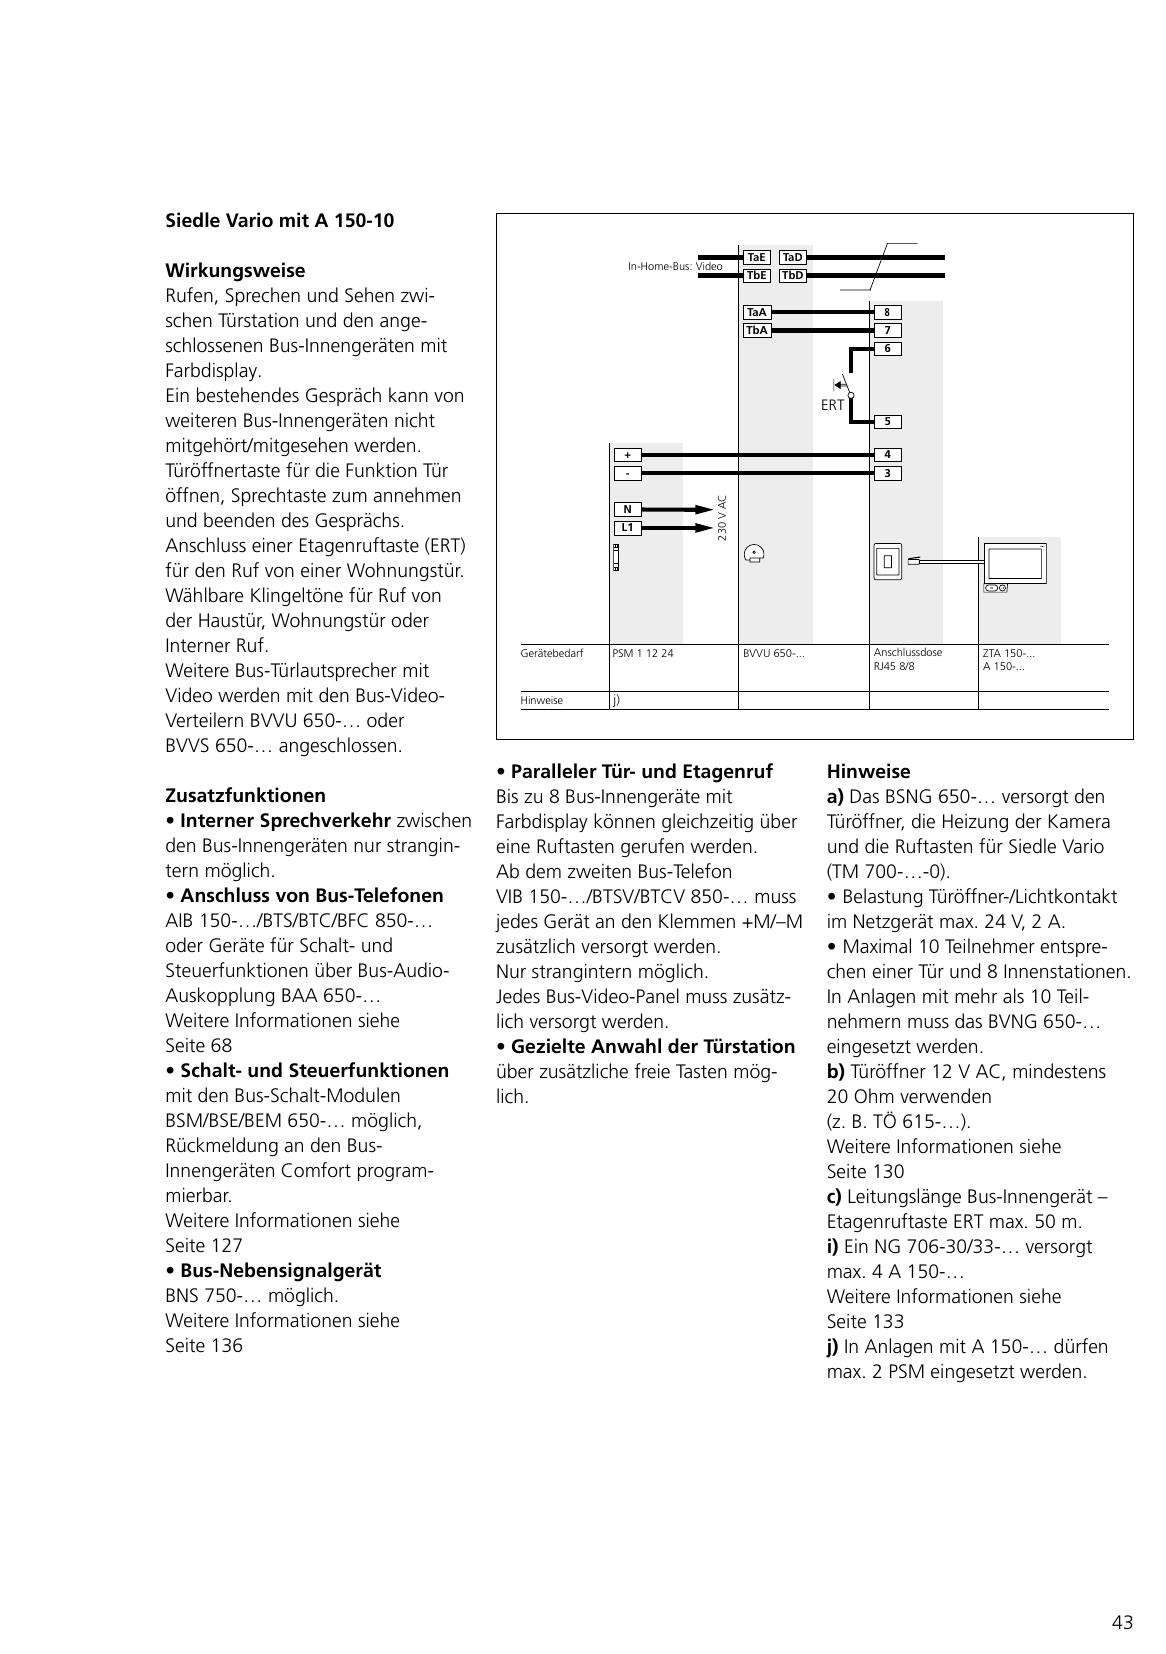 Siedle Vario mit A 150-10
Wirkungsweise
Rufen, Sprechen und Sehen zwi-
schen Türstation und den ange-
schlossenen Bus-Innengeräten mit
Farbdisplay.
Ein bestehendes Gespräch kann von
weiteren Bus-Innengeräten nicht
mitgehört/mitgesehen werden.
Türöffnertaste für die Funktion Tür
öffnen, Sprechtaste zum annehmen
und beenden des Gesprächs.
Anschluss einer Etagenruftaste (ERT)
für den Ruf von einer Wohnungstür.
Wählbare Klingeltöne für Ruf von
der Haustür, Wohnungstür oder
Interner Ruf.
Weitere Bus-Türlautsprecher mit
Video werden mit den Bus-Video-
Verteilern BVVU 650-… oder
BVVS 650-… angeschlossen.
Zusatzfunktionen
• Interner Sprechverkehr zwischen
den Bus-Innengeräten nur strangin-
tern möglich.
• Anschluss von Bus-Telefonen
AIB 150-…/BTS/BTC/BFC 850-…
oder Geräte für Schalt- und
Steuerfunktionen über Bus-Audio-
Auskopplung BAA 650-…
Weitere Informationen siehe
Seite 68
• Schalt- und Steuerfunktionen
mit den Bus-Schalt-Modulen
BSM/BSE/BEM 650-… möglich,
Rückmeldung an den Bus-
Innengeräten Comfort program-
mierbar.
Weitere Informationen siehe
Seite 127
• Bus-Nebensignalgerät
BNS 750-… möglich.
Weitere Informationen siehe
Seite 136
In-Home-Bus: Video
TaE TaD
TbE TbD
TaA 8
TbA 7
6
ERT
5
+ 4
- 3
N
L1
230 V AC
Gerätebedarf PSM 1 12 24 BVVU 650-... Anschlussdose ZTA 150-...
RJ45 8/8 A 150-...
Hinweise j)
• Paralleler Tür- und Etagenruf
Bis zu 8 Bus-Innengeräte mit
Farbdisplay können gleichzeitig über
eine Ruftasten gerufen werden.
Ab dem zweiten Bus-Telefon
VIB 150-…/BTSV/BTCV 850-… muss
jedes Gerät an den Klemmen +M/–M
zusätzlich versorgt werden.
Nur strangintern möglich.
Jedes Bus-Video-Panel muss zusätz-
lich versorgt werden.
• Gezielte Anwahl der Türstation
über zusätzliche freie Tasten mög-
lich.
Hinweise
a) Das BSNG 650-… versorgt den
Türöffner, die Heizung der Kamera
und die Ruftasten für Siedle Vario
(TM 700-…-0).
• Belastung Türöffner-/Lichtkontakt
im Netzgerät max. 24 V, 2 A.
• Maximal 10 Teilnehmer entspre-
chen einer Tür und 8 Innenstationen.
In Anlagen mit mehr als 10 Teil-
nehmern muss das BVNG 650-…
eingesetzt werden.
b) Türöffner 12 V AC, mindestens
20 Ohm verwenden
(z. B. TÖ 615-…).
Weitere Informationen siehe
Seite 130
c) Leitungslänge Bus-Innengerät –
Etagenruftaste ERT max. 50 m.
i) Ein NG 706-30/33-… versorgt
max. 4 A 150-…
Weitere Informationen siehe
Seite 133
j) In Anlagen mit A 150-… dürfen
max. 2 PSM eingesetzt werden.
43